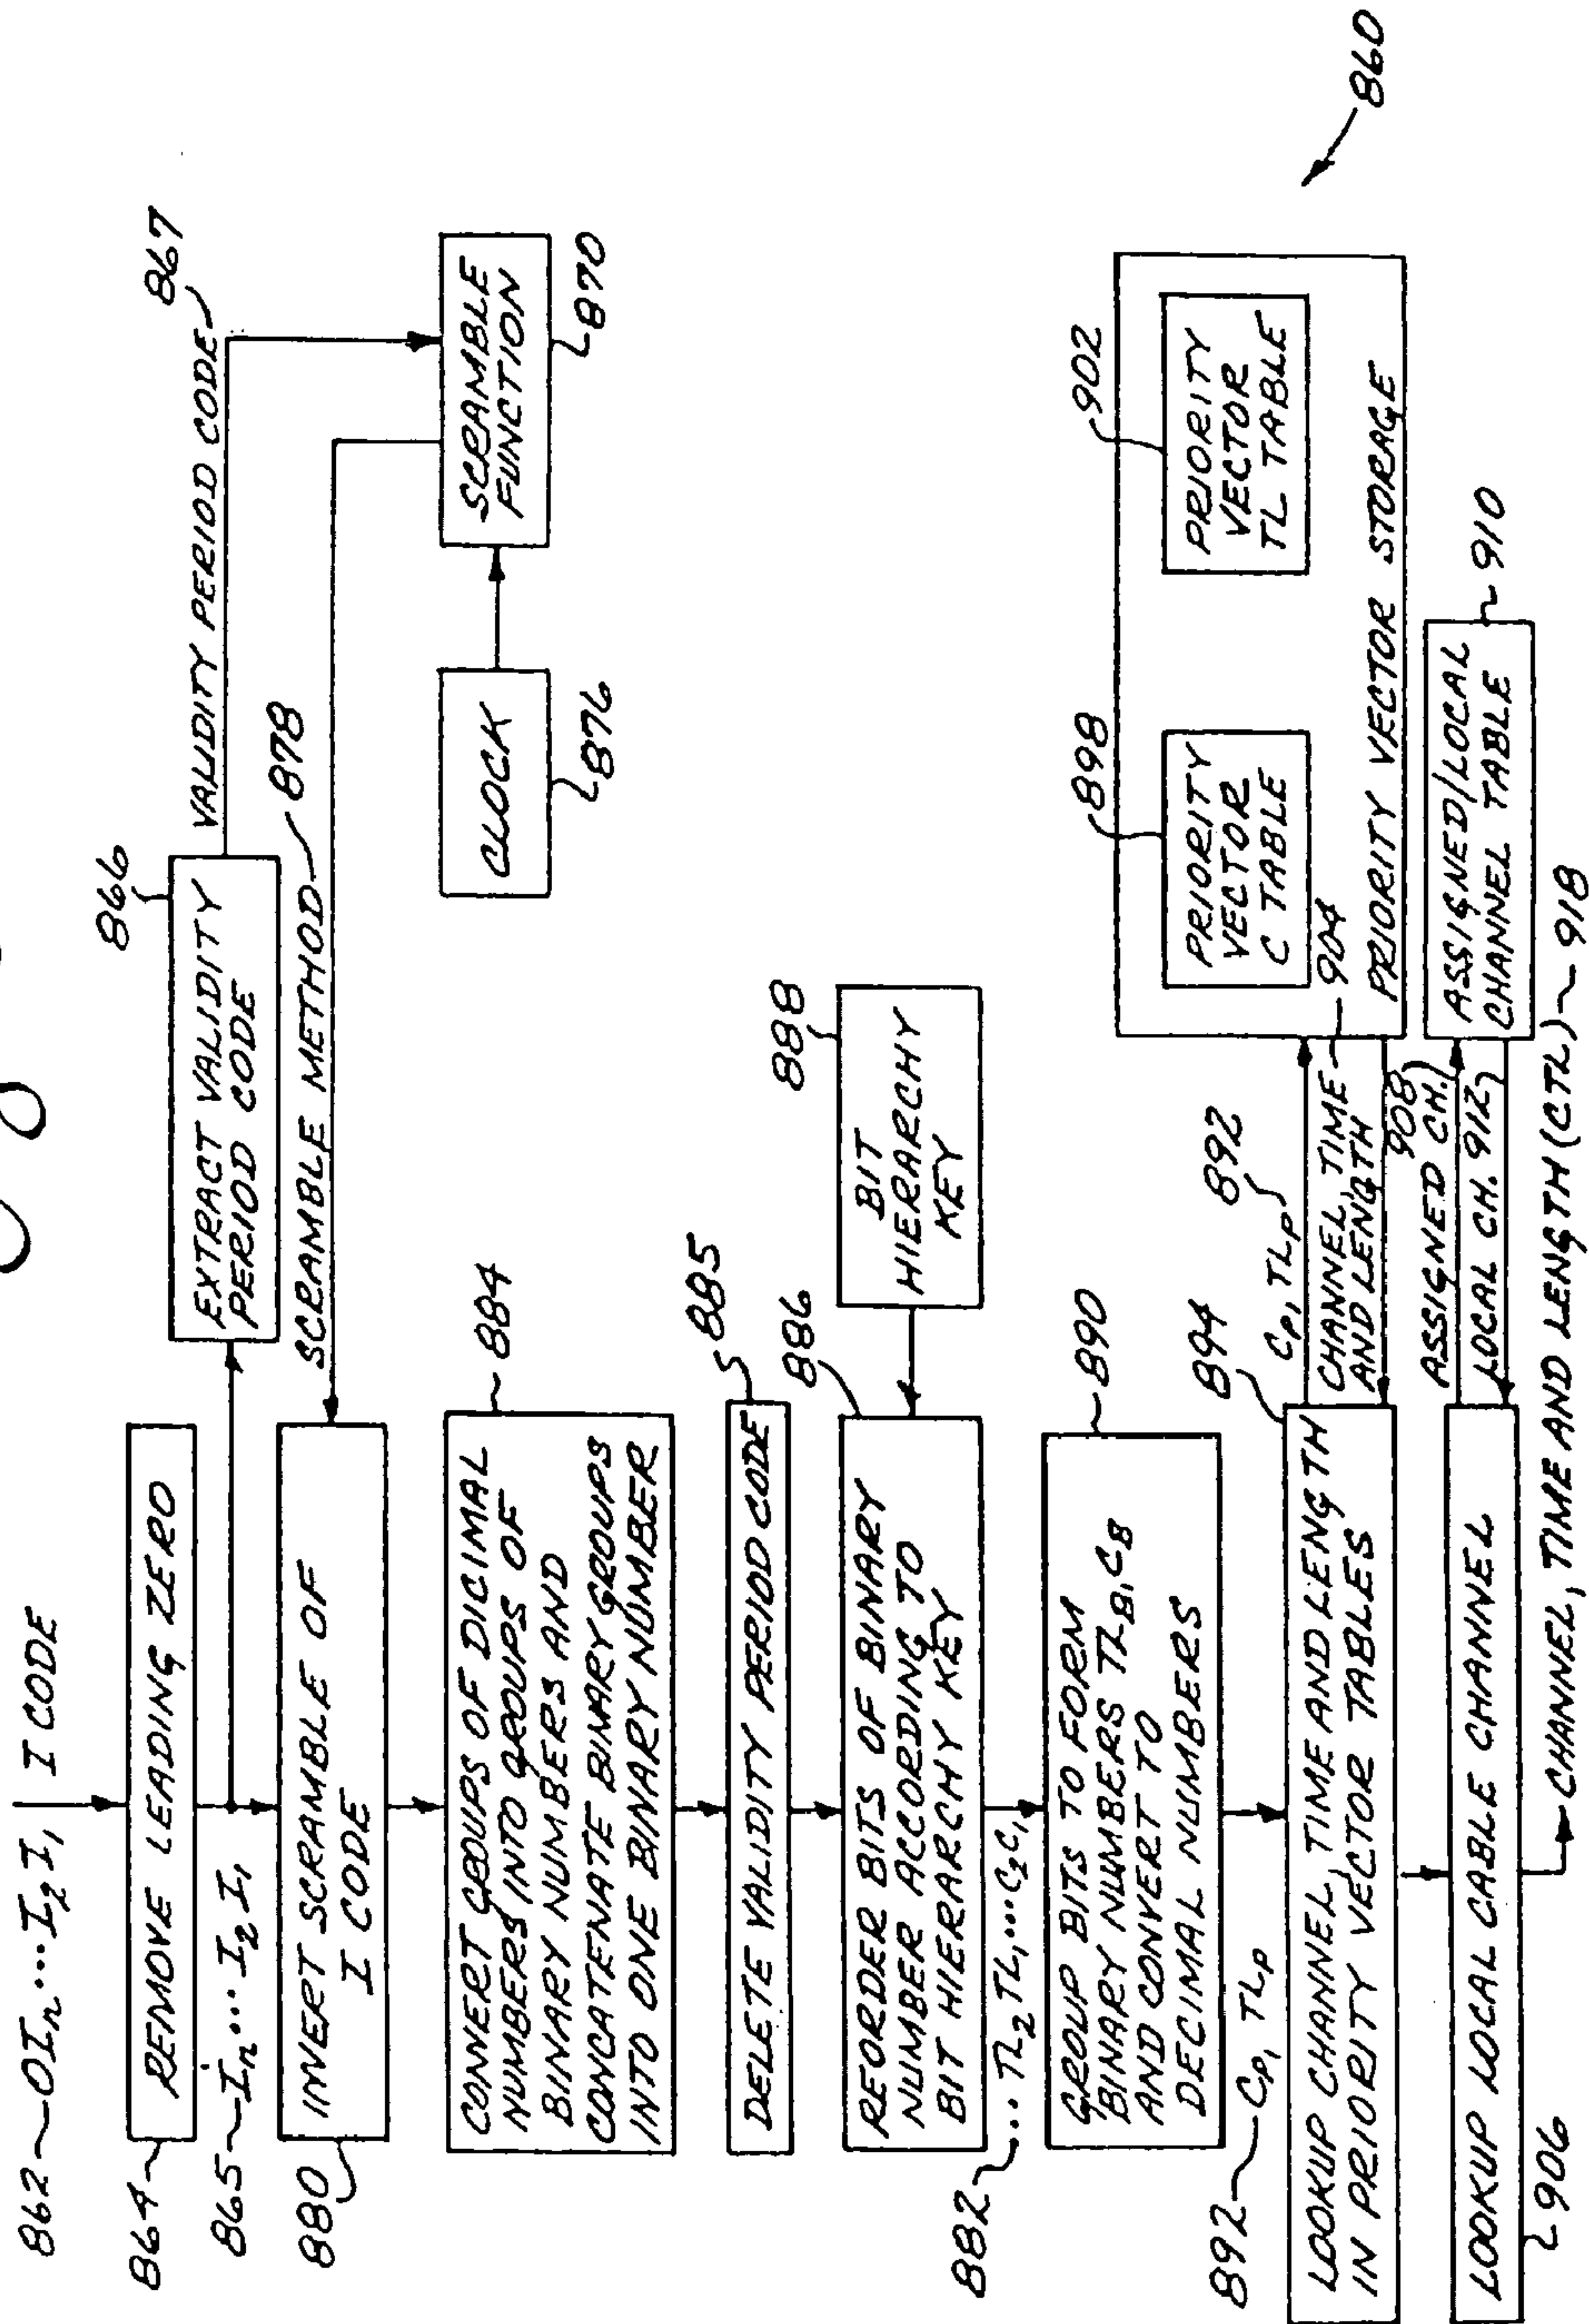 862 OIn...I2 I1 I CODE
864
REMOVE LEADING ZERO
865 In...I2 I1
866
EXTRACT VALIDITY
PERIOD CODE
VALIDITY PERIOD CODE 867
SCRAMBLE METHOD 878
SCRAMBLE
FUNCTION
870
CLOCK
876
880
INVERT SCRAMBLE OF
I CODE
884
CONVERT GROUPS OF DICIMAL
NUMBERS INTO GROUPS OF
BINARY NUMBERS AND
CONCATENATE BINARY GROUPS
INTO ONE BINARY NUMBER
885
DELETE VALIDITY PERIOD CODE
886
REORDER BITS OF BINARY
NUMBER ACCORDING TO
BIT HIERARCHY KEY
888
BIT
HIERARCHY
KEY
882 ...TL2 TL1...C2C1
890
GROUP BITS TO FORM
BINARY NUMBERS TLB, CB
AND CONVERT TO
DECIMAL NUMBERS
892 CP, TLP
894
LOOKUP CHANNEL, TIME AND LENGTH
IN PRIORITY VECTOR TABLES
CP, TLP 892
CHANNEL, TIME 904
AND LENGTH
898
PRIORITY
VECTOR
C TABLE
902
PRIORITY
VECTOR
TL TABLE
PRIORITY VECTOR STORAGE
860
906
LOOKUP LOCAL CABLE CHANNEL
908
ASSIGNED CH.
LOCAL CH. 912
ASSIGNED/LOCAL
CHANNEL TABLE
910
CHANNEL, TIME AND LENGTH (CTL) 918